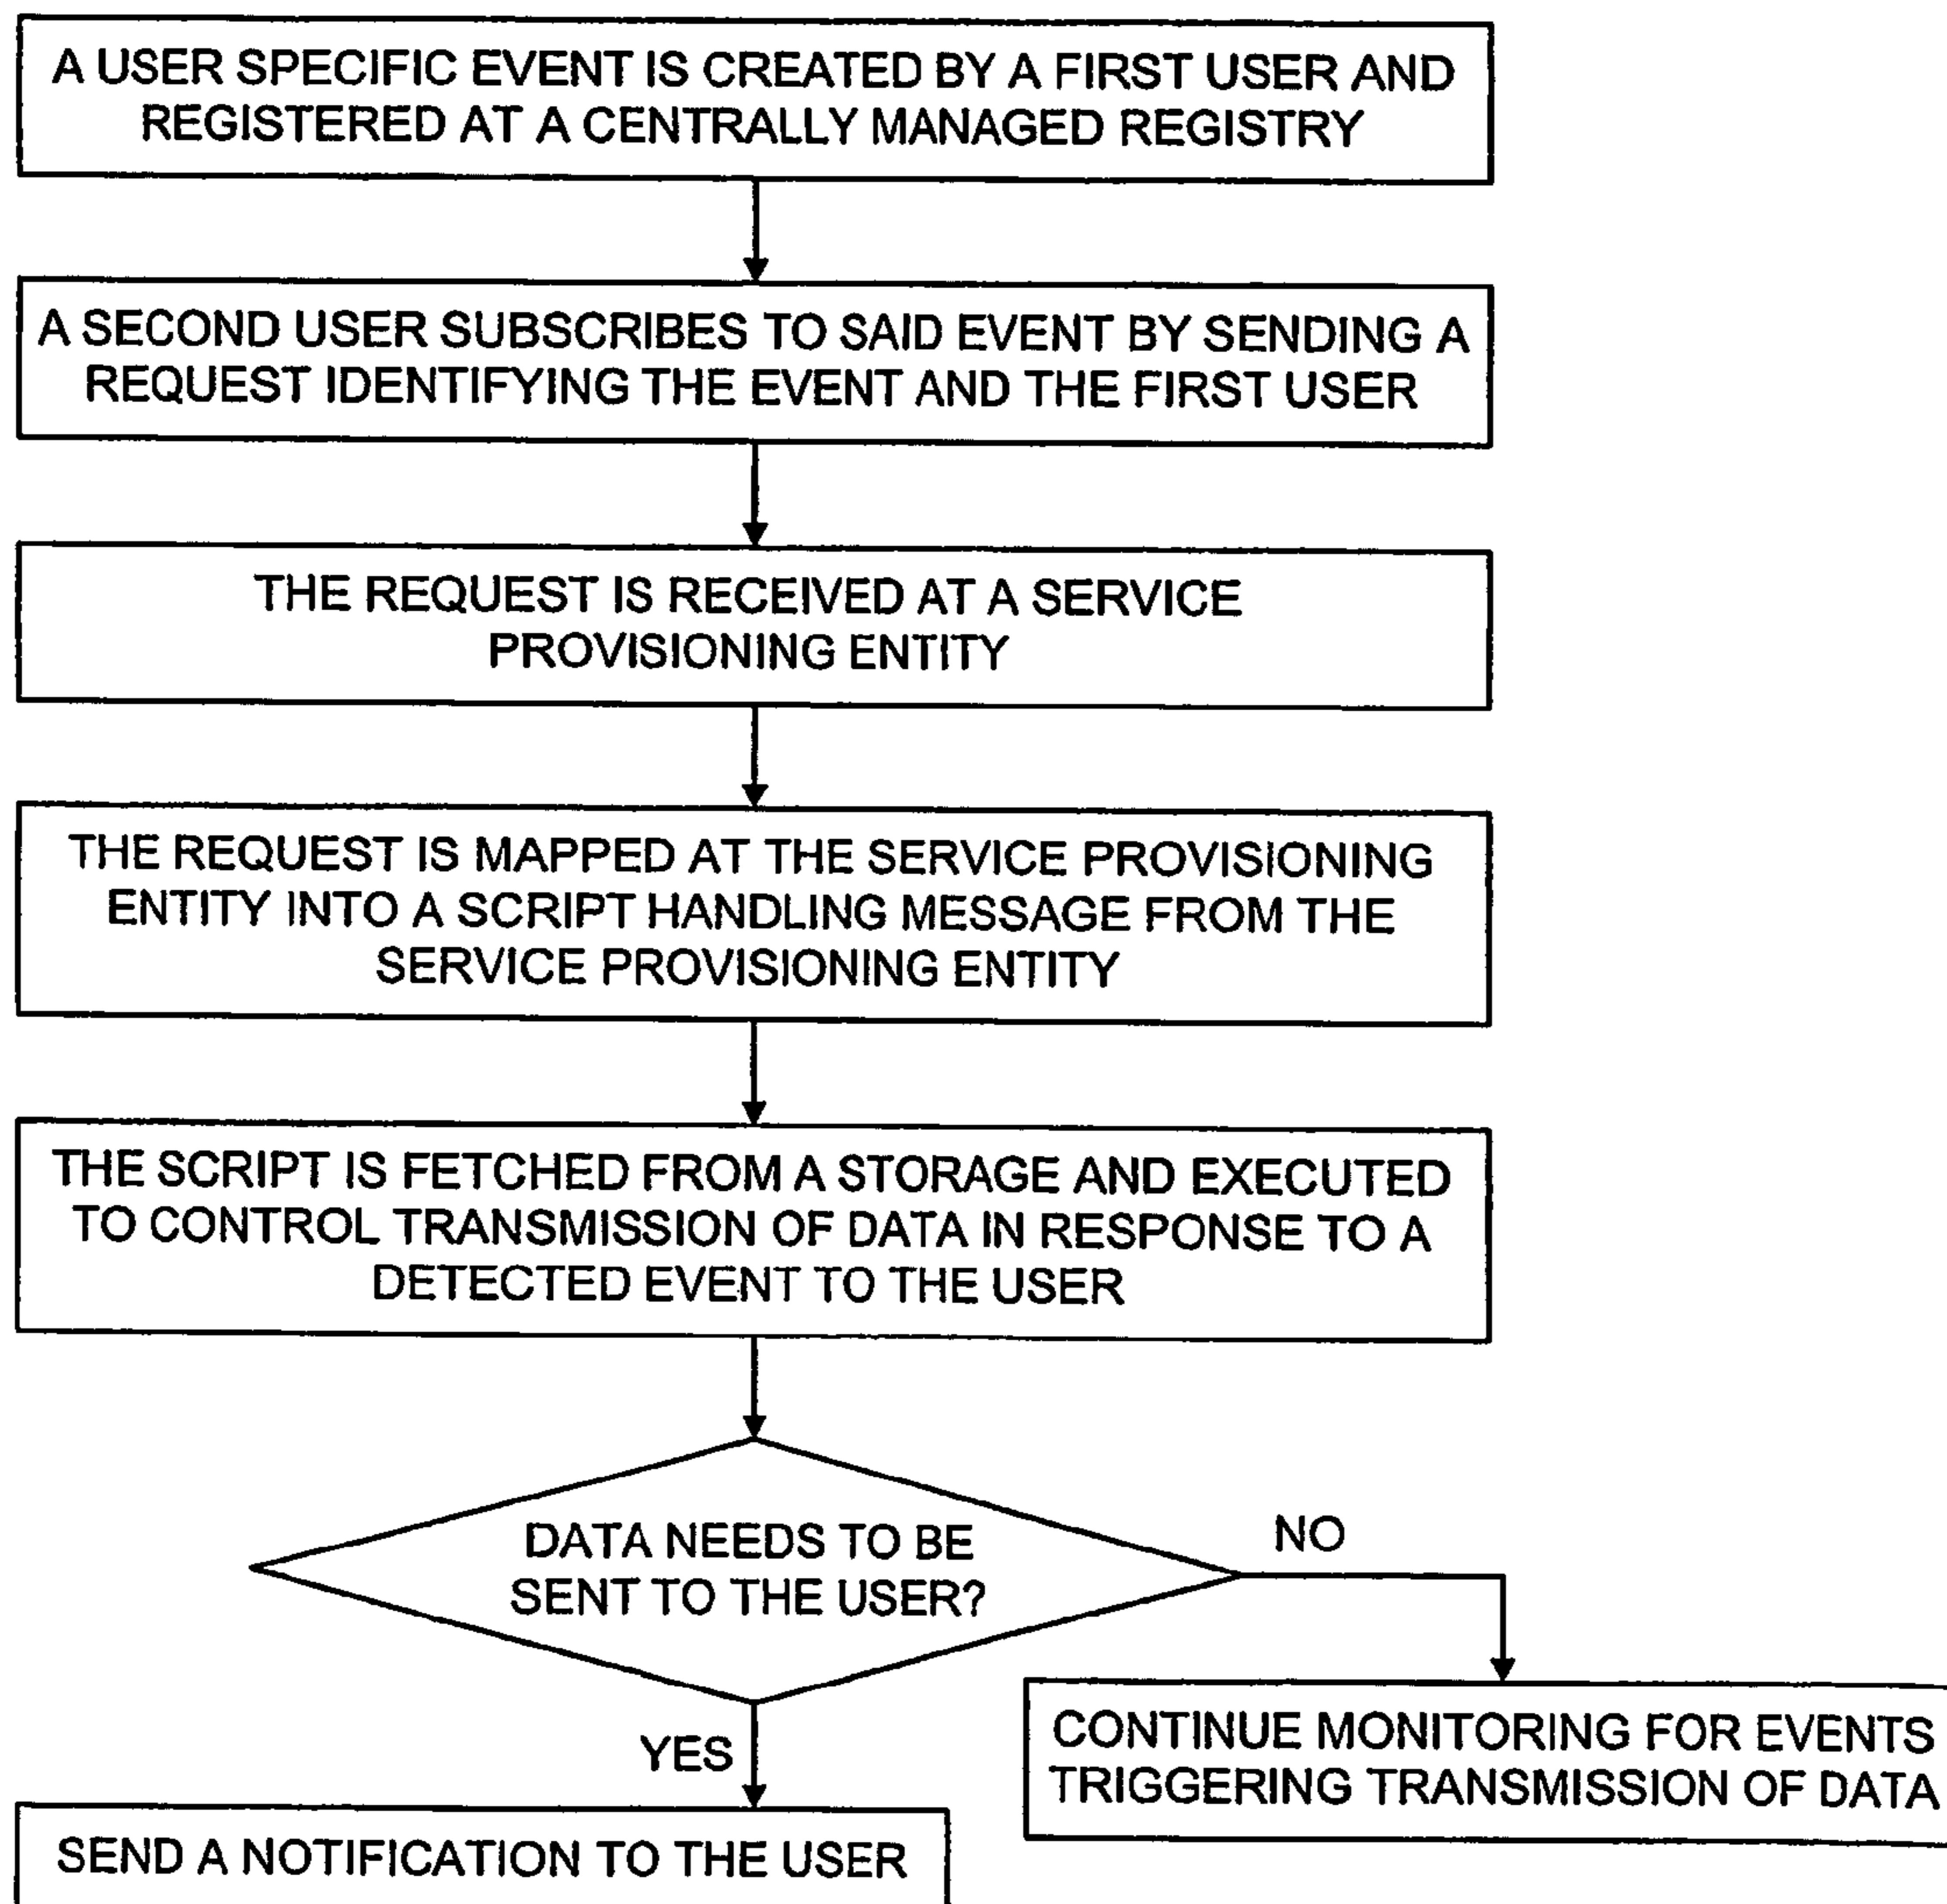 A USER SPECIFIC EVENT IS CREATED BY A FIRST USER AND
REGISTERED AT A CENTRALLY MANAGED REGISTRY
A SECOND USER SUBSCRIBES TO SAID EVENT BY SENDING A
REQUEST IDENTIFYING THE EVENT AND THE FIRST USER
THE REQUEST IS RECEIVED AT A SERVICE
PROVISIONING ENTITY
THE REQUEST IS MAPPED AT THE SERVICE PROVISIONING
ENTITY INTO A SCRIPT HANDLING MESSAGE FROM THE
SERVICE PROVISIONING ENTITY
THE SCRIPT IS FETCHED FROM A STORAGE AND EXECUTED
TO CONTROL TRANSMISSION OF DATA IN RESPONSE TO A
DETECTED EVENT TO THE USER
DATA NEEDS TO BE
SENT TO THE USER?
NO
YES
CONTINUE MONITORING FOR EVENTS
TRIGGERING TRANSMISSION OF DATA
SEND A NOTIFICATION TO THE USER